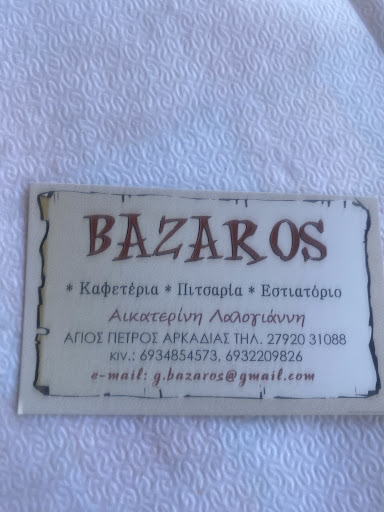 BAZAROS
* Καφετέρια * Πιτσαρία * Εστιατόριο
Αικατερίνη Λαλογιάννη
ΑΓΙΟΣ ΠΕΤΡΟΣ ΑΡΚΑΔΙΑΣ ΤΗΛ. 27920 31088
κιν.: 6934854573, 6932209826
e-mail: g.bazaros@gmail.com